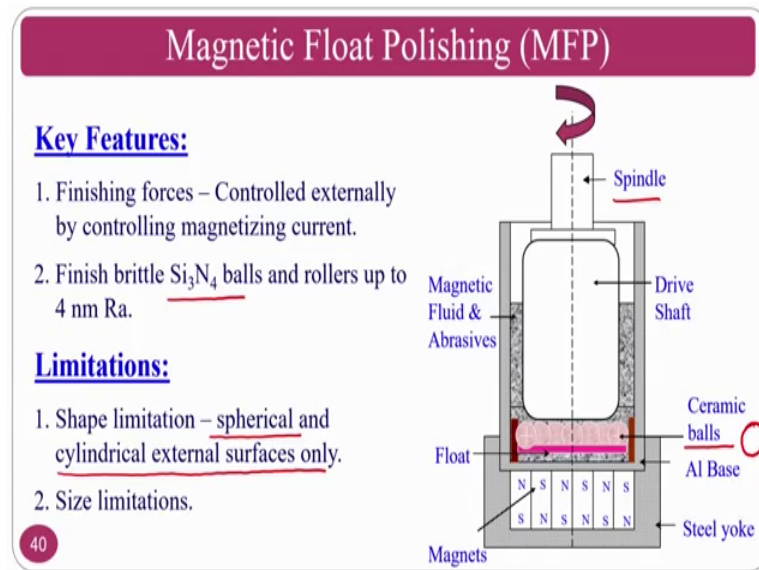 Magnetic Float Polishing (MFP)
Key Features:
1. Finishing forces – Controlled externally
by controlling magnetizing current.
2. Finish brittle Si₃N₄ balls and rollers up to
4 nm Ra.
Limitations:
1. Shape limitation – spherical and
cylindrical external surfaces only.
2. Size limitations.
40
Spindle
Magnetic
Fluid &
Abrasives
Drive
Shaft
Ceramic
balls
Float
Al Base
N S N S N S
S N S N S N
Steel yoke
Magnets